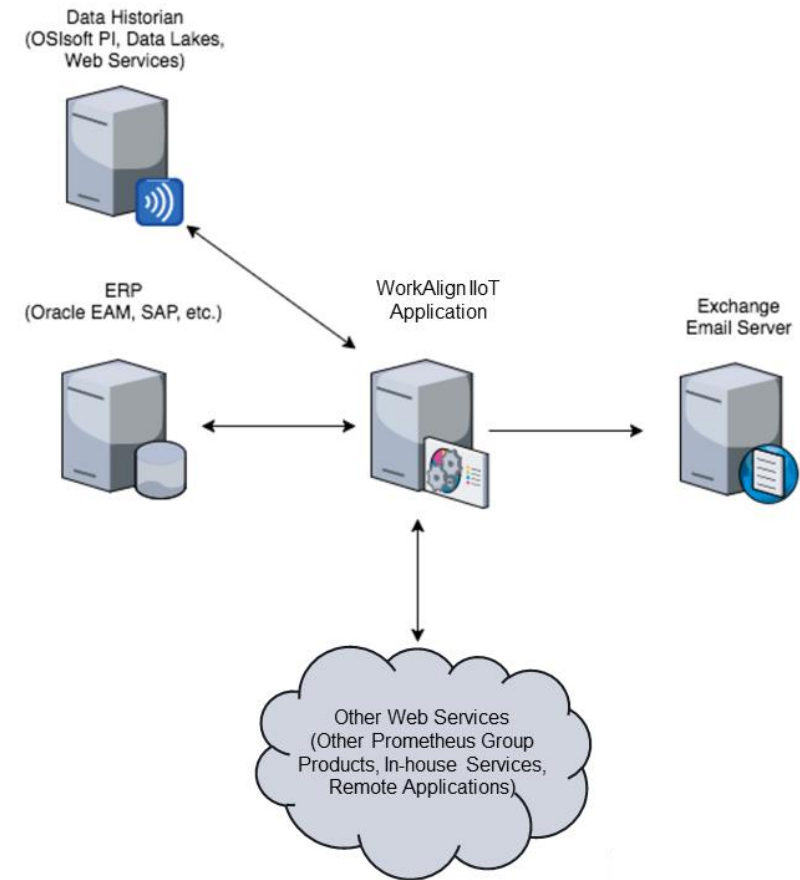 Data Historian
(OSIsoft PI, Data Lakes,
Web Services)
ERP
(Oracle EAM, SAP, etc.)
WorkAlign IIoT
Application
Exchange
Email Server
Other Web Services
(Other Prometheus Group
Products, In-house Services,
Remote Applications)